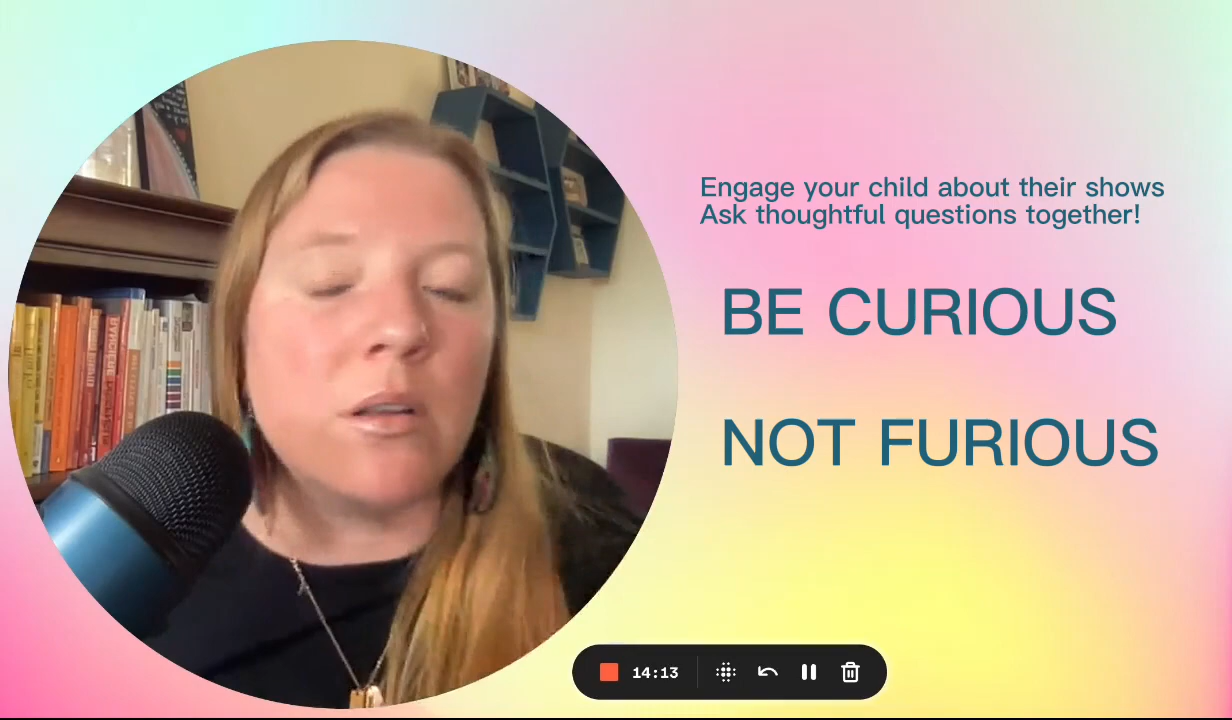 Engage your child about their shows
Ask thoughtful questions together!
BE CURIOUS
NOT FURIOUS
14:13